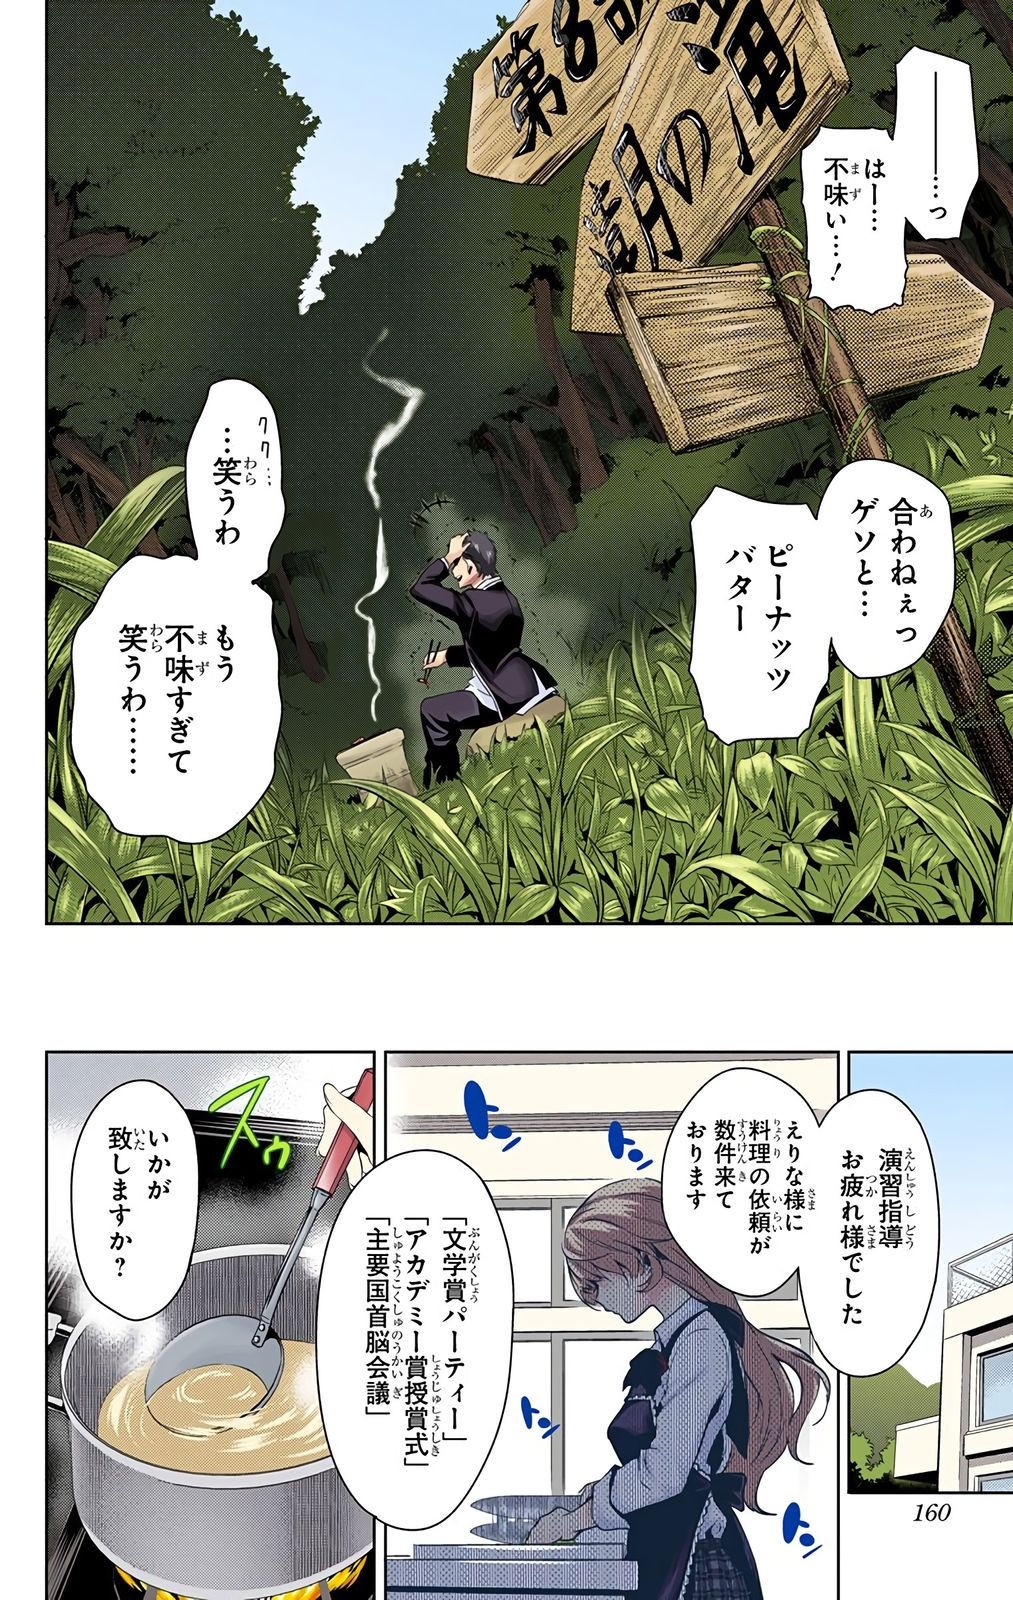 第8
朝の滝
――…っ
はー…
不味い…！
合わねぇっ
ゲソと…
ピーナッツ
バター
ククッ…
…笑うわ
もう
不味すぎて
笑うわ……
演習指導
お疲れ様でした
えりな様に
料理の依頼が
数件来て
おります
トン
トン
トン
トン
「文学賞パーティー」
「アカデミー賞授賞式」
「主要国首脳会議」
スゥ
いかが
致しますか？
160